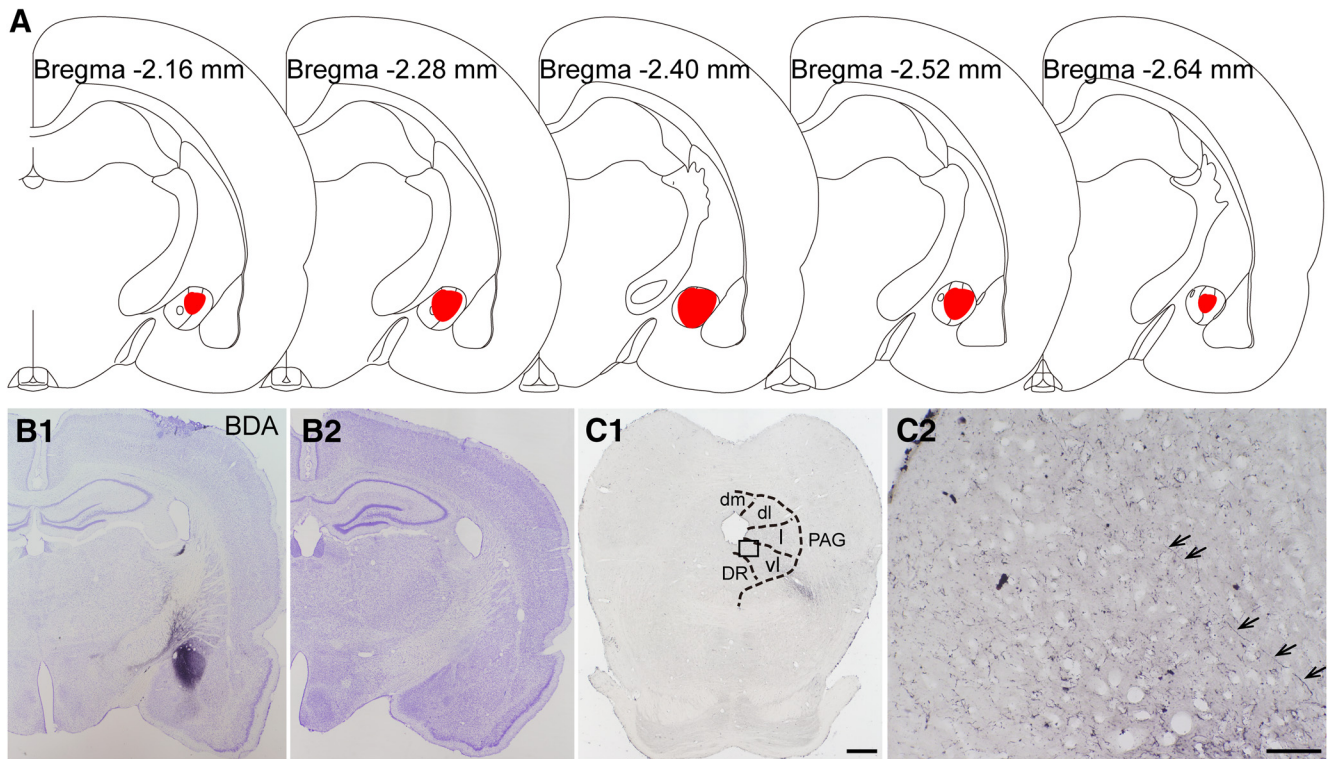 A
Bregma -2.16 mm
Bregma -2.28 mm
Bregma -2.40 mm
Bregma -2.52 mm
Bregma -2.64 mm
B1
BDA
B2
C1
dm
dl
l
PAG
vl
DR
C2